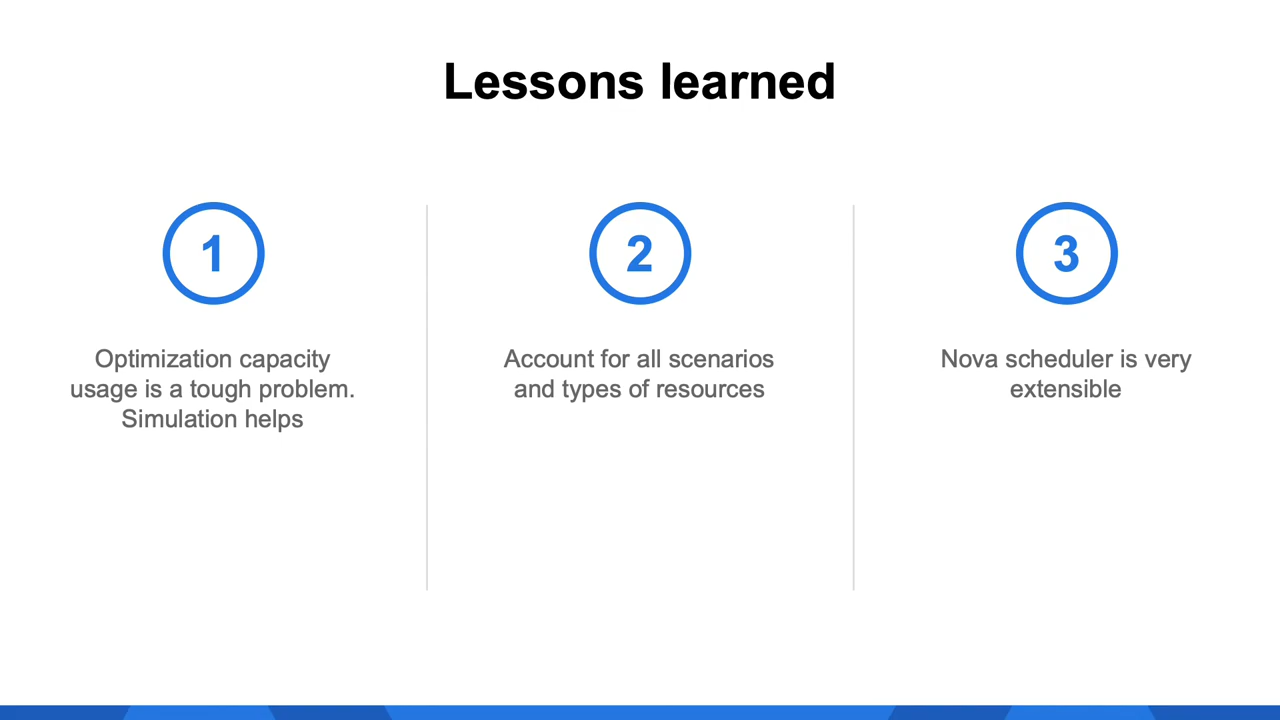 Lessons learned
1
Optimization capacity
usage is a tough problem.
Simulation helps
2
Account for all scenarios
and types of resources
3
Nova scheduler is very
extensible